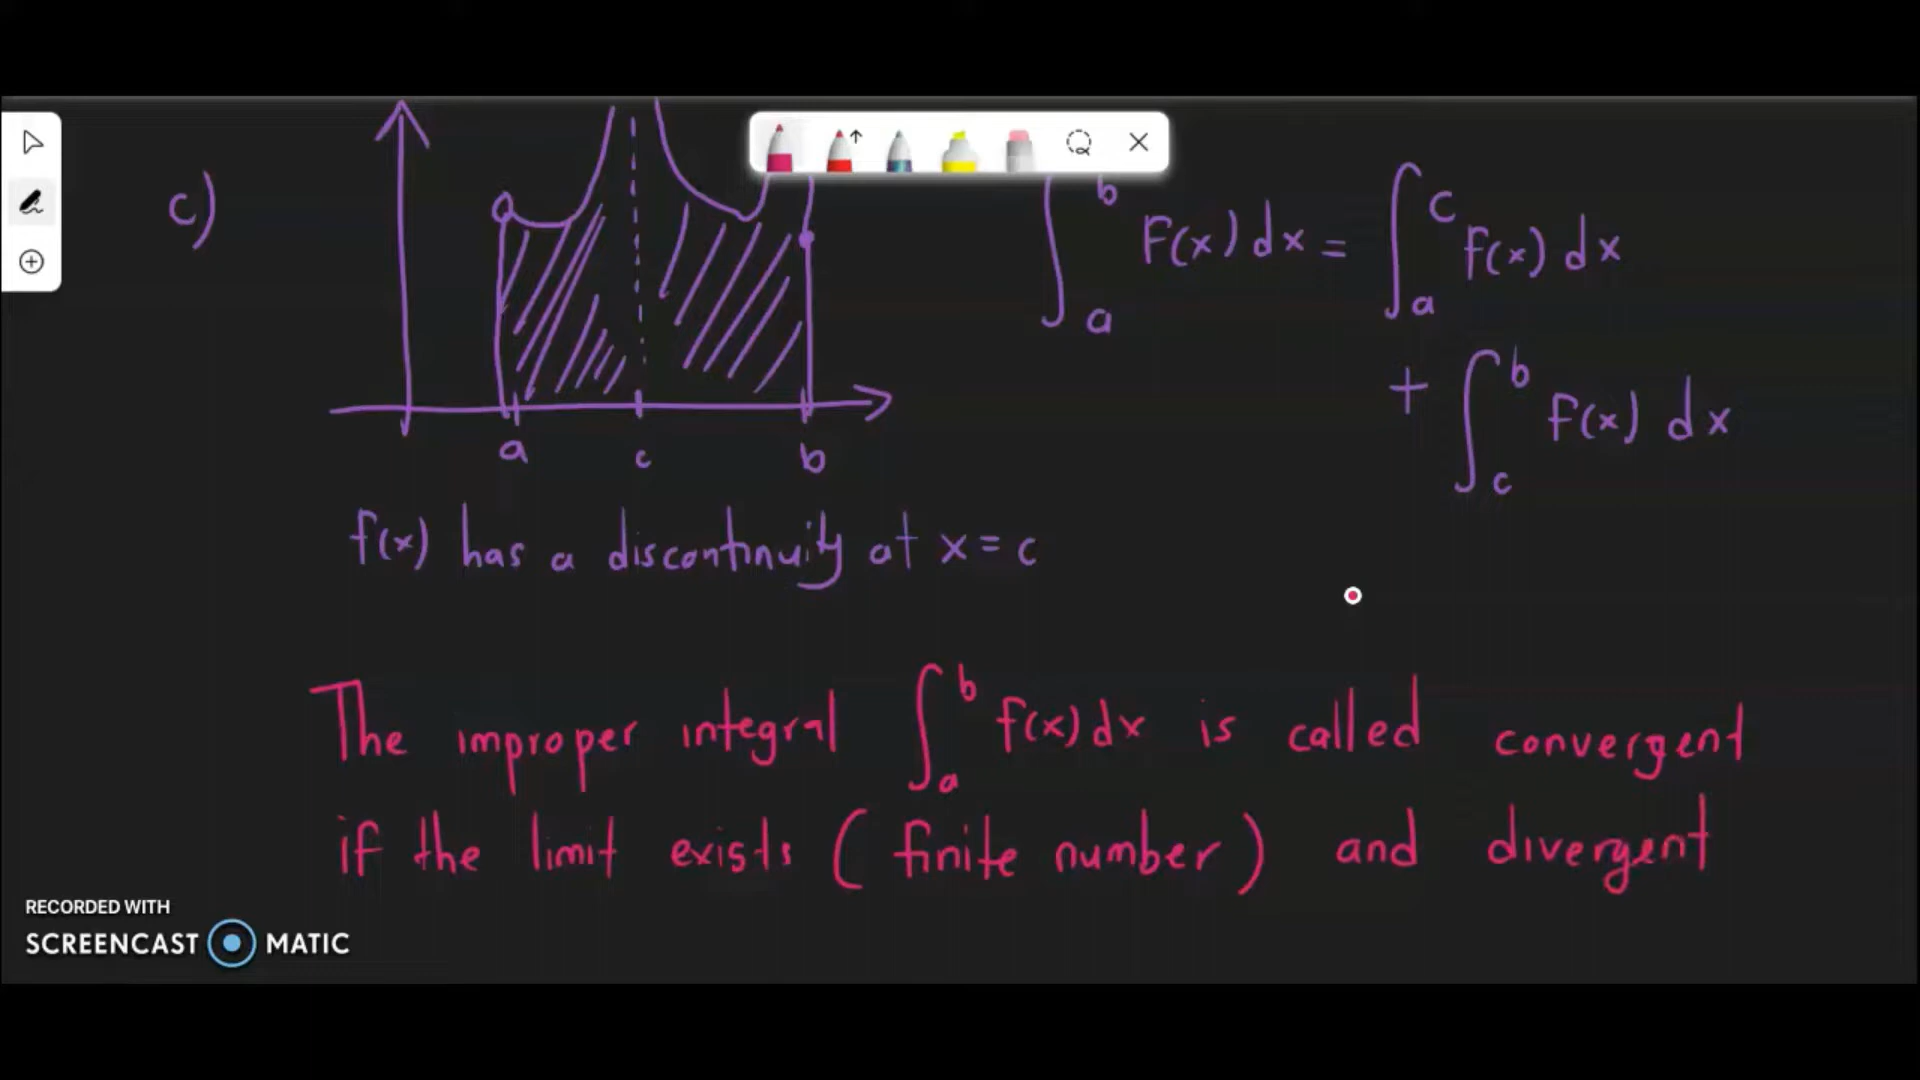 c)
∫_a^b F(x) dx = ∫_a^c f(x) dx
+ ∫_c^b f(x) dx
a c b
f(x) has a discontinuity at x = c
The improper integral ∫_a^b f(x) dx is called convergent
if the limit exists ( finite number ) and divergent
RECORDED WITH
SCREENCAST MATIC